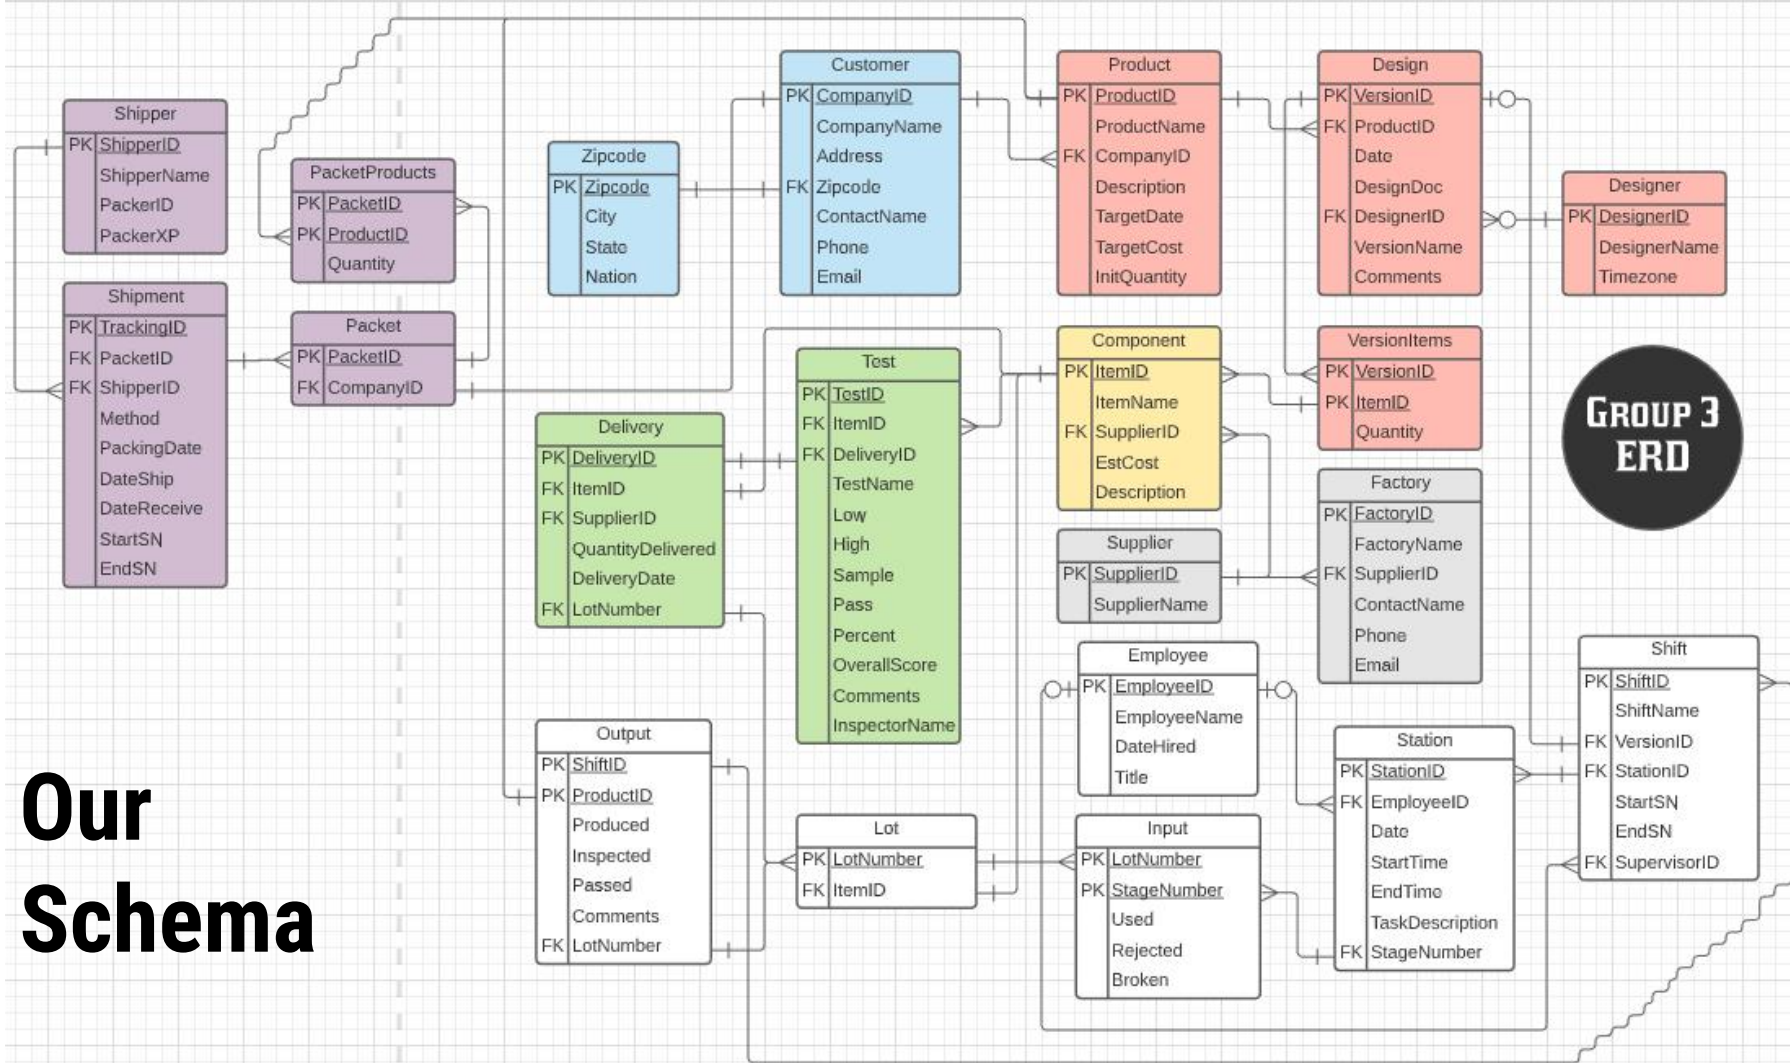 Shipper
PK ShipperID
ShipperName
PackerID
PackerXP
Shipment
PK TrackingID
FK PacketID
FK ShipperID
Method
PackingDate
DateShip
DateReceive
StartSN
EndSN
PacketProducts
PK PacketID
PK ProductID
Quantity
Packet
PK PacketID
FK CompanyID
Zipcode
PK Zipcode
City
State
Nation
Customer
PK CompanyID
CompanyName
Address
FK Zipcode
ContactName
Phone
Email
Product
PK ProductID
ProductName
FK CompanyID
Description
TargetDate
TargetCost
InitQuantity
Design
PK VersionID
FK ProductID
Date
DesignDoc
FK DesignerID
VersionName
Comments
Designer
PK DesignerID
DesignerName
Timezone
Delivery
PK DeliveryID
FK ItemID
FK SupplierID
QuantityDelivered
DeliveryDate
FK LotNumber
Test
PK TestID
FK ItemID
FK DeliveryID
TestName
Low
High
Sample
Pass
Percent
OverallScore
Comments
InspectorName
Component
PK ItemID
ItemName
FK SupplierID
EstCost
Description
VersionItems
PK VersionID
PK ItemID
Quantity
GROUP 3
ERD
Supplier
PK SupplierID
SupplierName
Factory
PK FactoryID
FactoryName
FK SupplierID
ContactName
Phone
Email
Employee
PK EmployeeID
EmployeeName
DateHired
Title
Shift
PK ShiftID
ShiftName
FK VersionID
FK StationID
StartSN
EndSN
FK SupervisorID
Output
PK ShiftID
PK ProductID
Produced
Inspected
Passed
Comments
FK LotNumber
Lot
PK LotNumber
FK ItemID
Input
PK LotNumber
PK StageNumber
Used
Rejected
Broken
Station
PK StationID
FK EmployeeID
Date
StartTime
EndTime
TaskDescription
FK StageNumber
Our
Schema